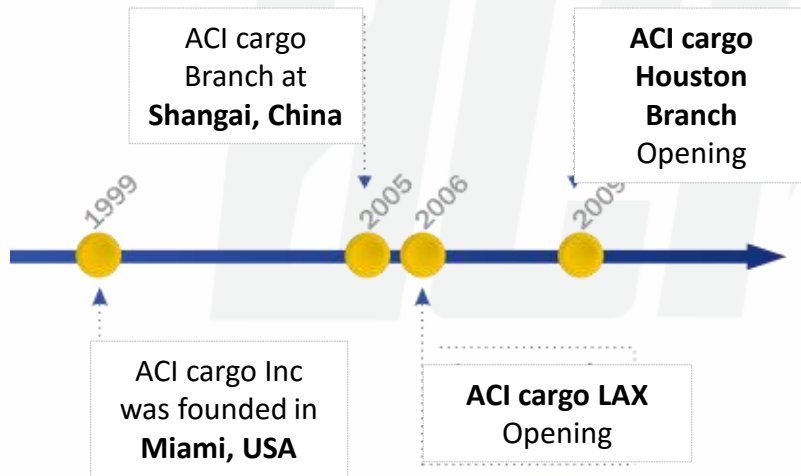 ACI cargo
Branch at
Shangai, China
ACI cargo
Houston
Branch
Opening
1999
2005
2006
2009
ACI cargo Inc
was founded in
Miami, USA
ACI cargo LAX
Opening